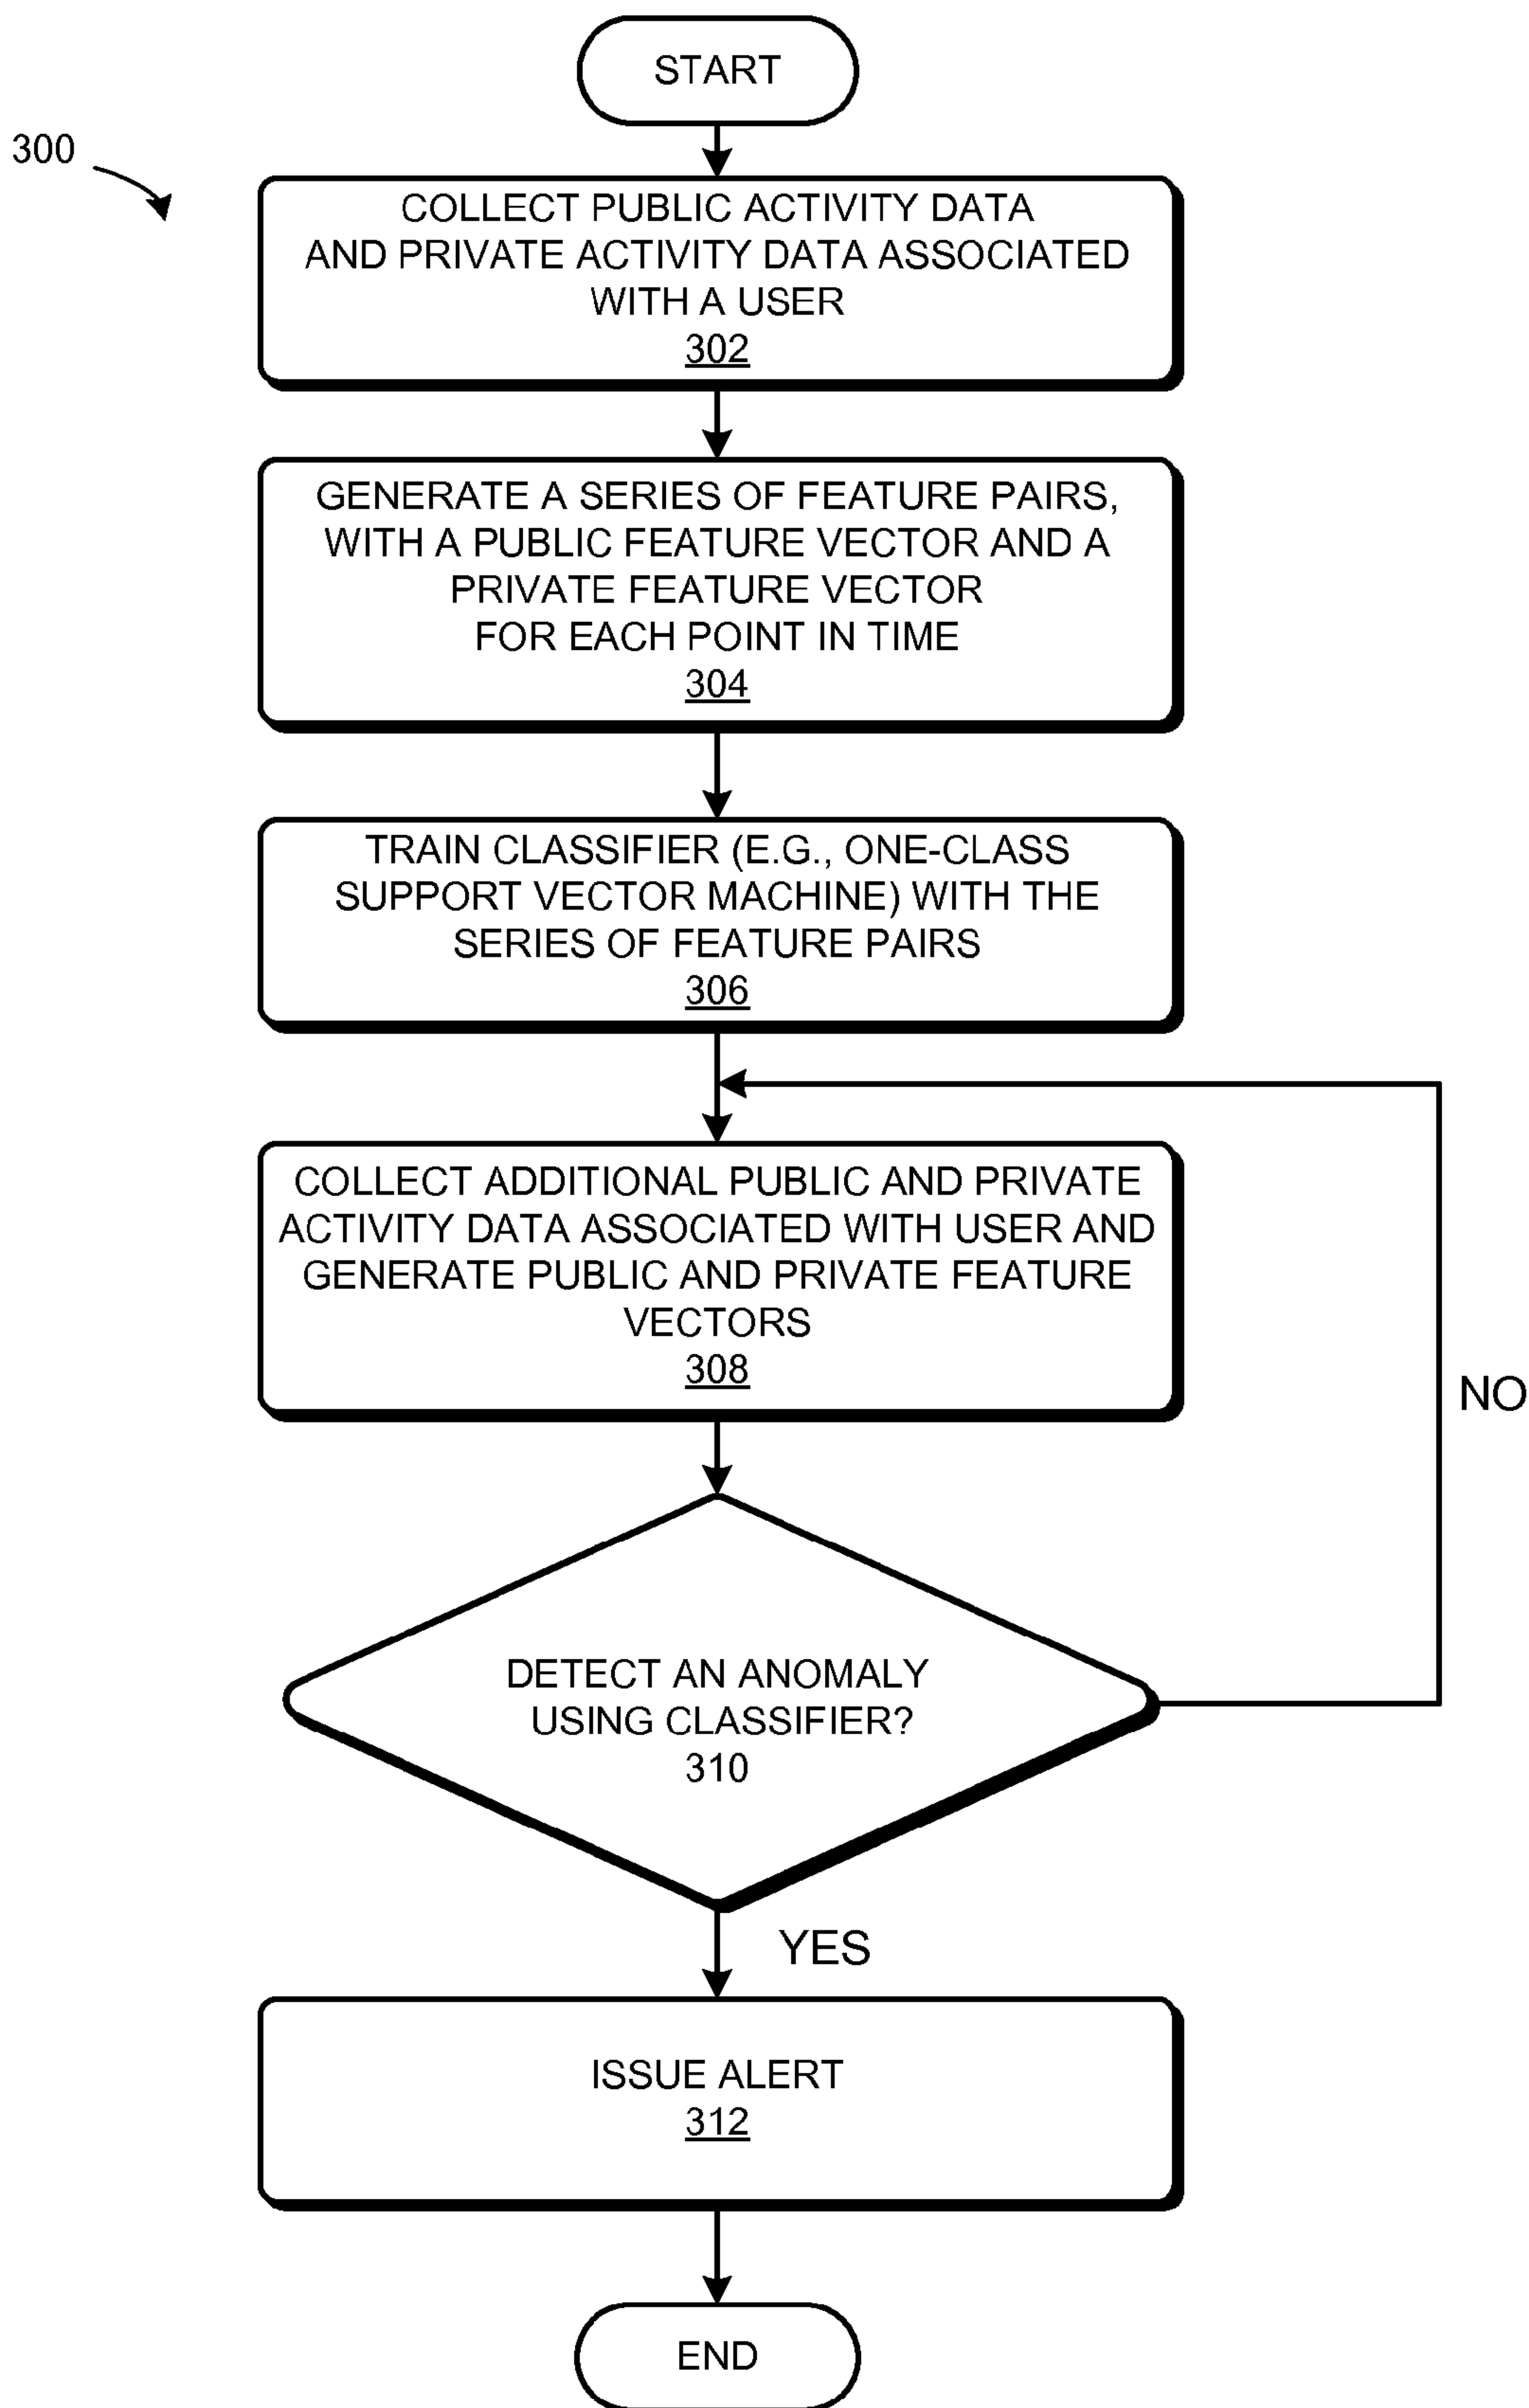 START
300
COLLECT PUBLIC ACTIVITY DATA
AND PRIVATE ACTIVITY DATA ASSOCIATED
WITH A USER
302
GENERATE A SERIES OF FEATURE PAIRS,
WITH A PUBLIC FEATURE VECTOR AND A
PRIVATE FEATURE VECTOR
FOR EACH POINT IN TIME
304
TRAIN CLASSIFIER (E.G., ONE-CLASS
SUPPORT VECTOR MACHINE) WITH THE
SERIES OF FEATURE PAIRS
306
COLLECT ADDITIONAL PUBLIC AND PRIVATE
ACTIVITY DATA ASSOCIATED WITH USER AND
GENERATE PUBLIC AND PRIVATE FEATURE
VECTORS
308
NO
DETECT AN ANOMALY
USING CLASSIFIER?
310
YES
ISSUE ALERT
312
END